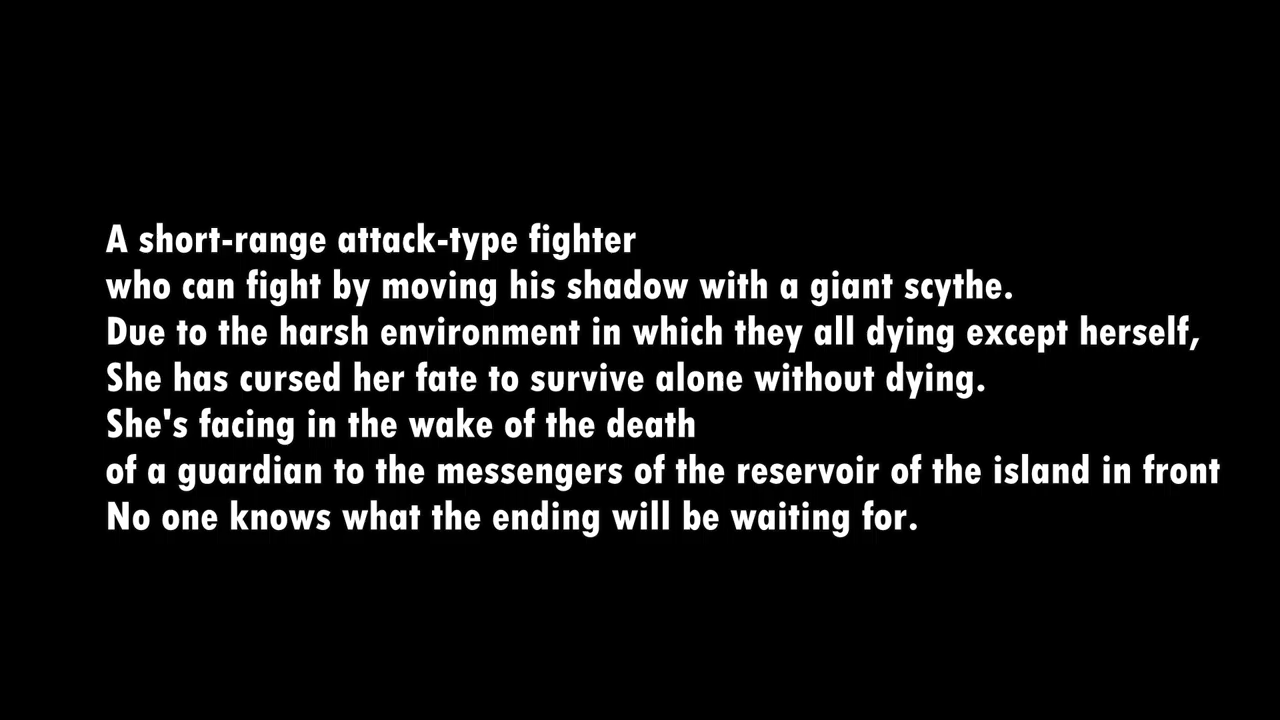 A short-range attack-type fighter
who can fight by moving his shadow with a giant scythe.
Due to the harsh environment in which they all dying except herself,
She has cursed her fate to survive alone without dying.
She's facing in the wake of the death
of a guardian to the messengers of the reservoir of the island in front
No one knows what the ending will be waiting for.